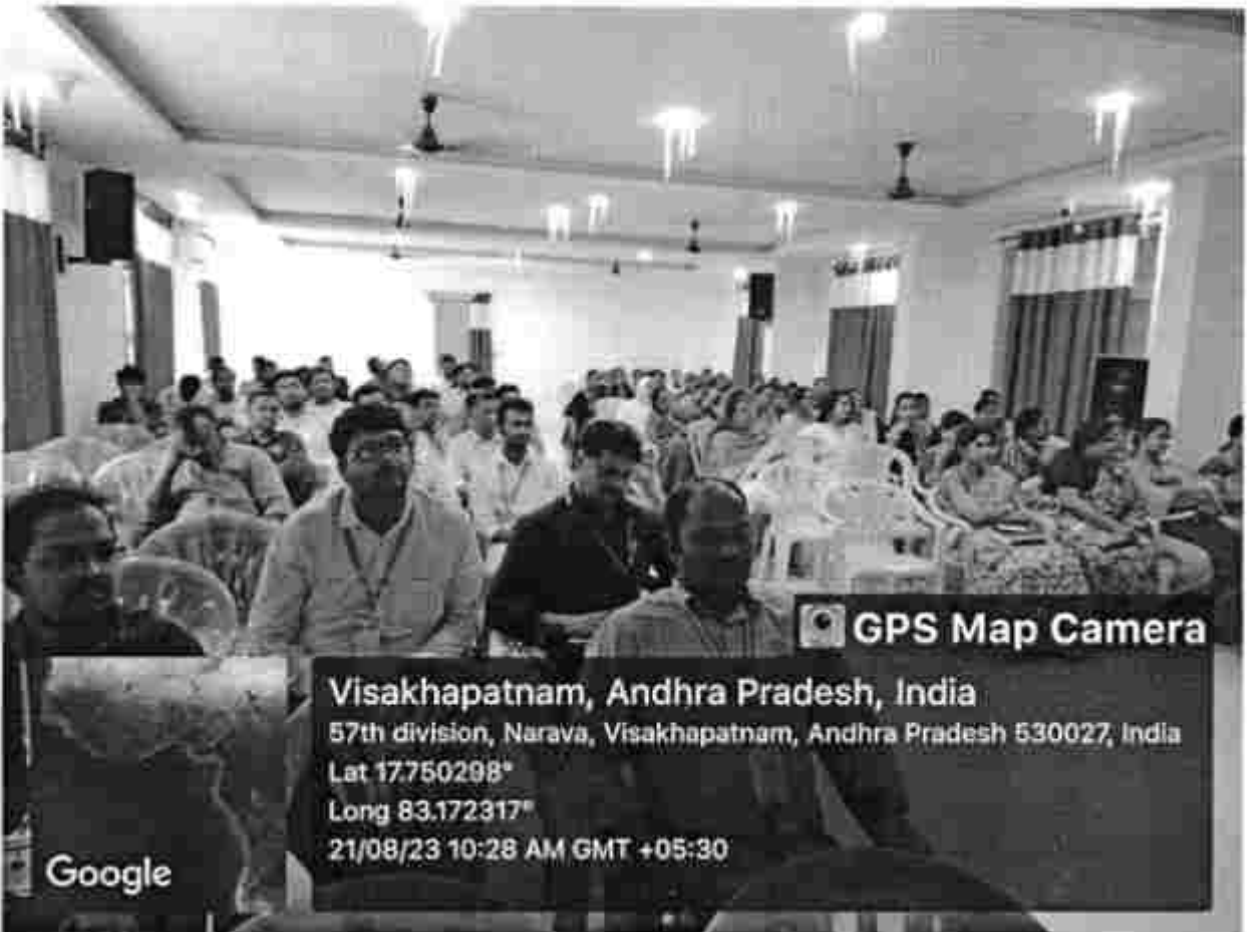 GPS Map Camera
Visakhapatnam, Andhra Pradesh, India
57th division, Narava, Visakhapatnam, Andhra Pradesh 530027, India
Lat 17.750298°
Long 83.172317°
21/08/23 10:28 AM GMT +05:30
Google